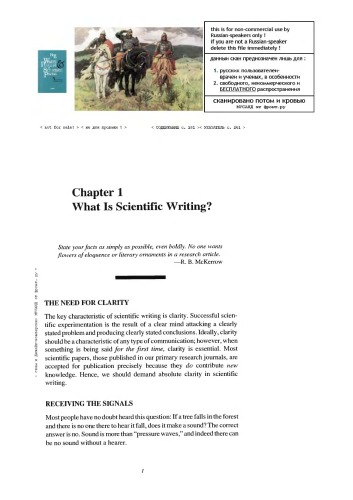 this is for non-commercial use by
Russian-speakers only !
if you are not a Russian-speaker
delete this file immediately !
данный скан предназначен лишь для :
1. русских пользователей-
врачей и ученых, в особенности
2. свободного, некоммерческого и
БЕСПЛАТНОГО распространения
сканировано потом и кровью
< not for sale! > < не для продажи ! >
Chapter 1
What Is Scientific Writing?
State your facts as simply as possible, even boldly. No one wants
flowers of eloquence or literary ornaments in a research article.
—R. B. McKerrow
THE NEED FOR CLARITY
The key characteristic of scientific writing is clarity. Successful scien-
tific experimentation is the result of a clear mind attacking a clearly
stated problem and producing clearly stated conclusions. Ideally, clarity
should be a characteristic of any type of communication; however, when
something is being said for the first time, clarity is essential. Most
scientific papers, those published in our primary research journals, are
accepted for publication precisely because they do contribute new
knowledge. Hence, we should demand absolute clarity in scientific
writing.
RECEIVING THE SIGNALS
Most people have no doubt heard this question: If a tree falls in the forest
and there is no one there to hear it fall, does it make a sound? The correct
answer is no. Sound is more than “pressure waves,” and indeed there can
be no sound without a hearer.
1